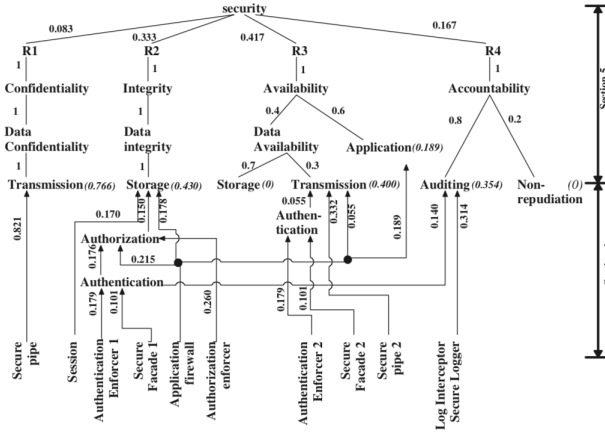 security
0.083
0.333
0.417
0.167
R1
R2
R3
R4
1
1
1
1
Confidentiality
Integrity
Availability
Accountability
1
1
0.4
0.6
0.8
0.2
Data
Confidentiality
Data
integrity
Data
Availability
Application(0.189)
1
1
0.7
0.3
Transmission(0.766)
Storage(0.430)
Storage(0)
Transmission(0.400)
Auditing(0.354)
Non-
repudiation
(0)
0.821
0.170
0.150
0.178
0.055
0.332
0.055
0.189
0.140
0.314
Authen-
tication
Authorization
0.176
0.215
Authentication
0.179
0.101
0.260
0.179
0.101
Secure
pipe
Session
Authentication
Enforcer 1
Secure
Facade 1
Application
firewall
Authorization
enforcer
Authentication
Enforcer 2
Secure
Facade 2
Secure
pipe 2
Log Interceptor
Secure Logger
Section 5